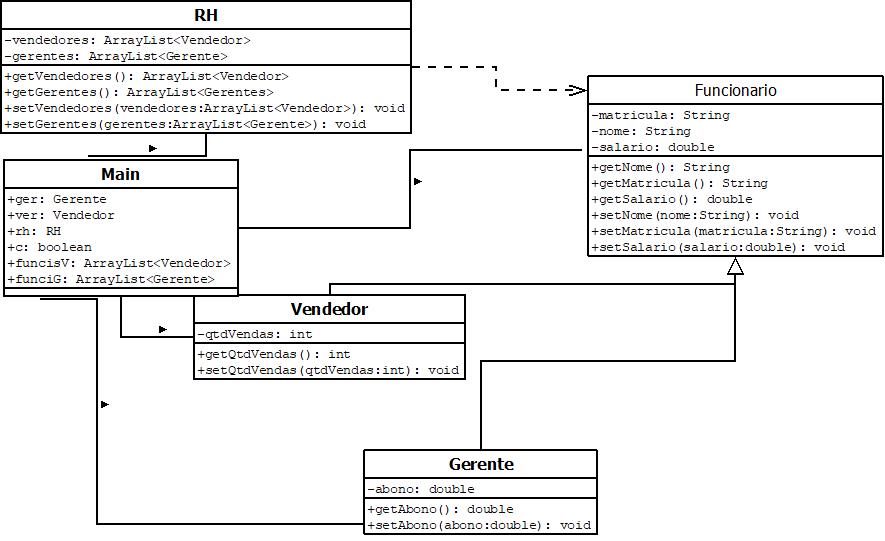 RH
-vendedores: ArrayList<Vendedor>
-gerentes: ArrayList<Gerente>
+getVendedores(): ArrayList<Vendedor>
+getGerentes(): ArrayList<Gerentes>
+setVendedores(vendedores:ArrayList<Vendedor>): void
+setGerentes(gerentes:ArrayList<Gerente>): void
Funcionario
-matricula: String
-nome: String
-salario: double
+getNome(): String
+getMatricula(): String
+getSalario(): double
+setNome(nome:String): void
+setMatricula(matricula:String): void
+setSalario(salario:double): void
Main
+ger: Gerente
+ver: Vendedor
+rh: RH
+c: boolean
+funcisV: ArrayList<Vendedor>
+funciG: ArrayList<Gerente>
Vendedor
-qtdVendas: int
+getQtdVendas(): int
+setQtdVendas(qtdVendas:int): void
Gerente
-abono: double
+getAbono(): double
+setAbono(abono:double): void